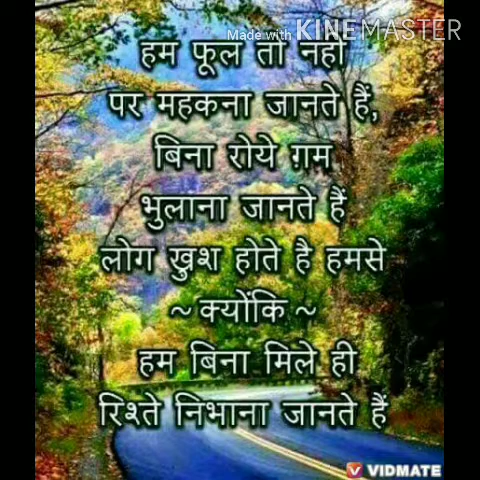 Made with KINEMASTER
हम फूल तो नही
पर महकना जानते हैं,
बिना रोये ग़म
भुलाना जानते हैं
लोग खुश होते है हमसे
~ क्योंकि ~
हम बिना मिले ही
रिश्ते निभाना जानते हैं
VIDMATE